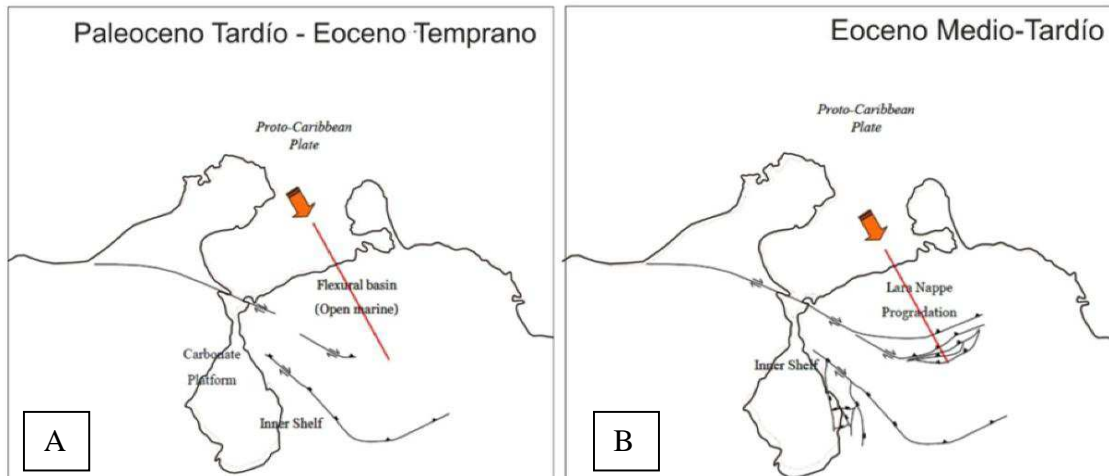 Paleoceno Tardío - Eoceno Temprano
Proto-Caribbean
Plate
Flexural basin
(Open marine)
Carbonate
Platform
Inner Shelf
A
Eoceno Medio-Tardío
Proto-Caribbean
Plate
Lara Nappe
Progradation
Inner Shelf
B